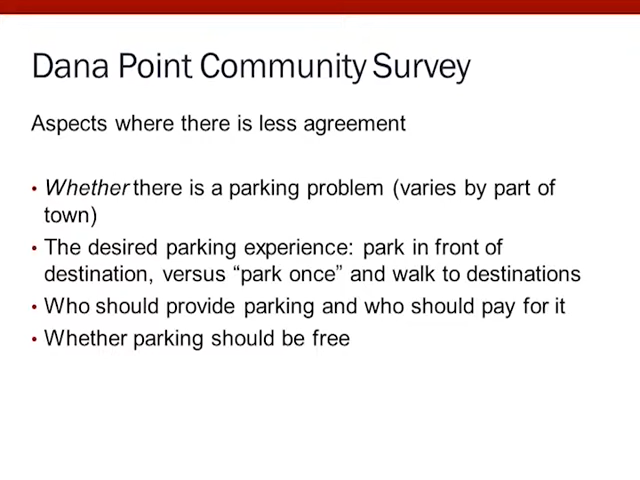 Dana Point Community Survey
Aspects where there is less agreement
• Whether there is a parking problem (varies by part of
town)
• The desired parking experience: park in front of
destination, versus “park once” and walk to destinations
• Who should provide parking and who should pay for it
• Whether parking should be free